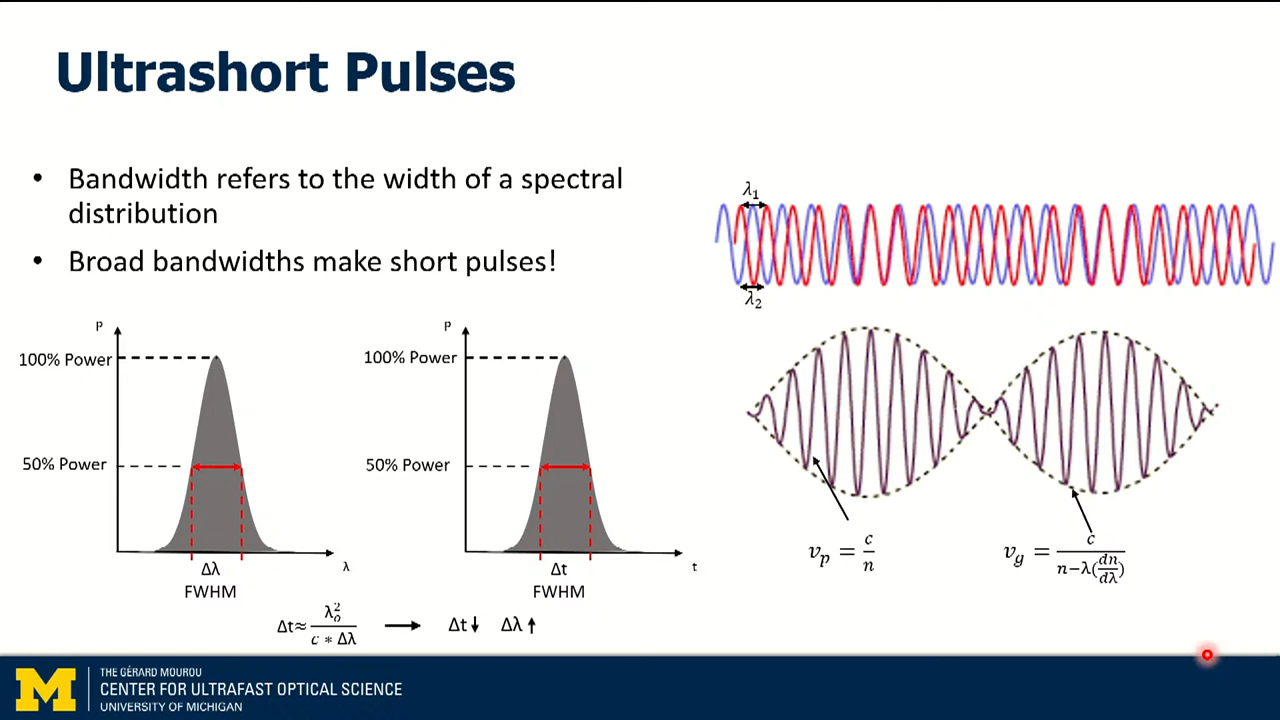 Ultrashort Pulses
• Bandwidth refers to the width of a spectral
distribution
• Broad bandwidths make short pulses!
P
100% Power
50% Power
Δλ
λ
FWHM
P
100% Power
50% Power
Δt
t
FWHM
Δt≈ λ₀² / (c * Δλ) → Δt↓ Δλ↑
λ₁
λ₂
vₚ = c/n
v_g = c / (n−λ(dn/dλ))
M
THE GÉRARD MOUROU
CENTER FOR ULTRAFAST OPTICAL SCIENCE
UNIVERSITY OF MICHIGAN